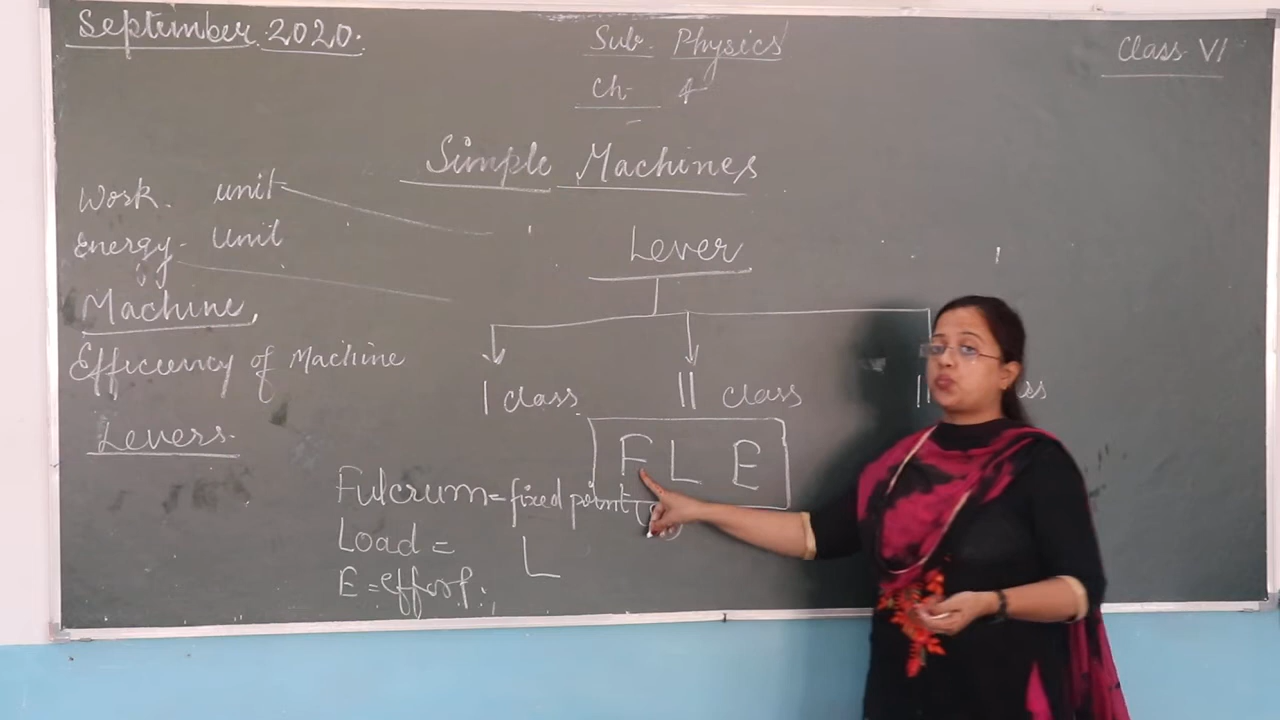 September 2020.
Sub. Physics
Class VI
Ch 4
Simple Machines
Work. unit
Energy - Unit
Machine,
Efficiency of Machine
Levers.
Lever
I class
II class
F L E
Fulcrum = fixed point
Load = L
E = effort.